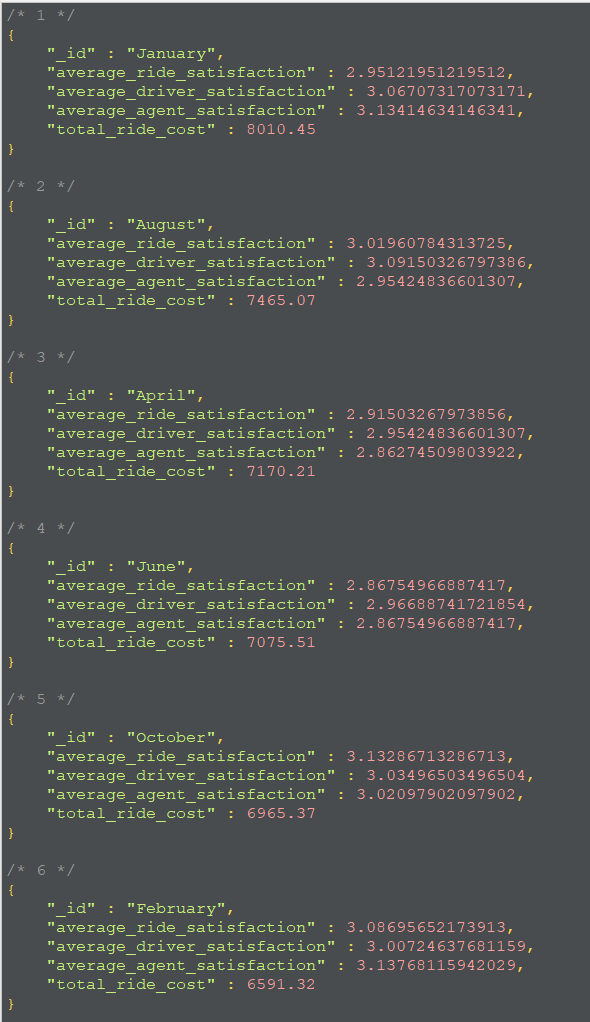 /* 1 */
{
    "_id" : "January",
    "average_ride_satisfaction" : 2.95121951219512,
    "average_driver_satisfaction" : 3.06707317073171,
    "average_agent_satisfaction" : 3.13414634146341,
    "total_ride_cost" : 8010.45
}
/* 2 */
{
    "_id" : "August",
    "average_ride_satisfaction" : 3.01960784313725,
    "average_driver_satisfaction" : 3.09150326797386,
    "average_agent_satisfaction" : 2.95424836601307,
    "total_ride_cost" : 7465.07
}
/* 3 */
{
    "_id" : "April",
    "average_ride_satisfaction" : 2.91503267973856,
    "average_driver_satisfaction" : 2.95424836601307,
    "average_agent_satisfaction" : 2.86274509803922,
    "total_ride_cost" : 7170.21
}
/* 4 */
{
    "_id" : "June",
    "average_ride_satisfaction" : 2.86754966887417,
    "average_driver_satisfaction" : 2.96688741721854,
    "average_agent_satisfaction" : 2.86754966887417,
    "total_ride_cost" : 7075.51
}
/* 5 */
{
    "_id" : "October",
    "average_ride_satisfaction" : 3.13286713286713,
    "average_driver_satisfaction" : 3.03496503496504,
    "average_agent_satisfaction" : 3.02097902097902,
    "total_ride_cost" : 6965.37
}
/* 6 */
{
    "_id" : "February",
    "average_ride_satisfaction" : 3.08695652173913,
    "average_driver_satisfaction" : 3.00724637681159,
    "average_agent_satisfaction" : 3.13768115942029,
    "total_ride_cost" : 6591.32
}